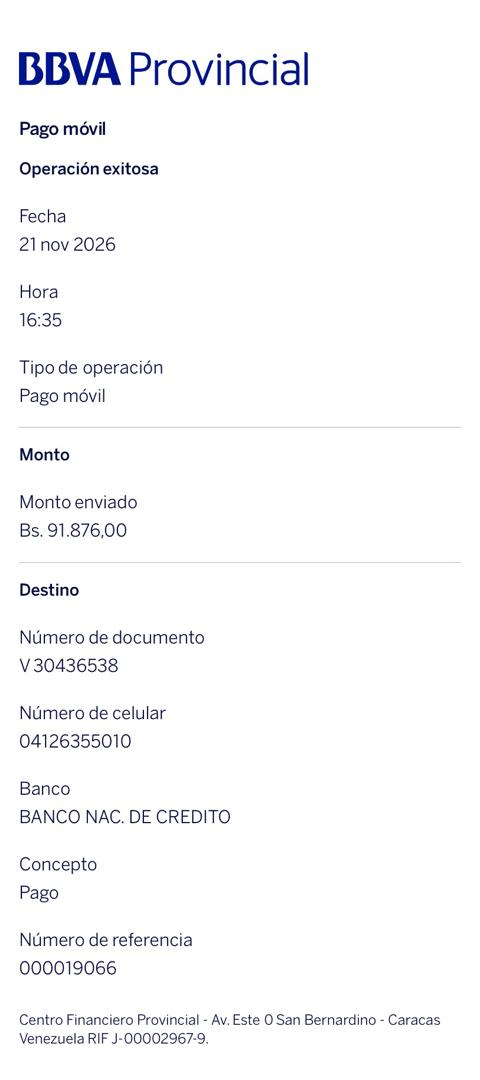 BBVA Provincial
Pago móvil
Operación exitosa
Fecha
21 nov 2026
Hora
16:35
Tipo de operación
Pago móvil
Monto
Monto enviado
Bs. 91.876,00
Destino
Número de documento
V 30436538
Número de celular
04126355010
Banco
BANCO NAC. DE CREDITO
Concepto
Pago
Número de referencia
000019066
Centro Financiero Provincial - Av. Este 0 San Bernardino - Caracas
Venezuela RIF J-00002967-9.